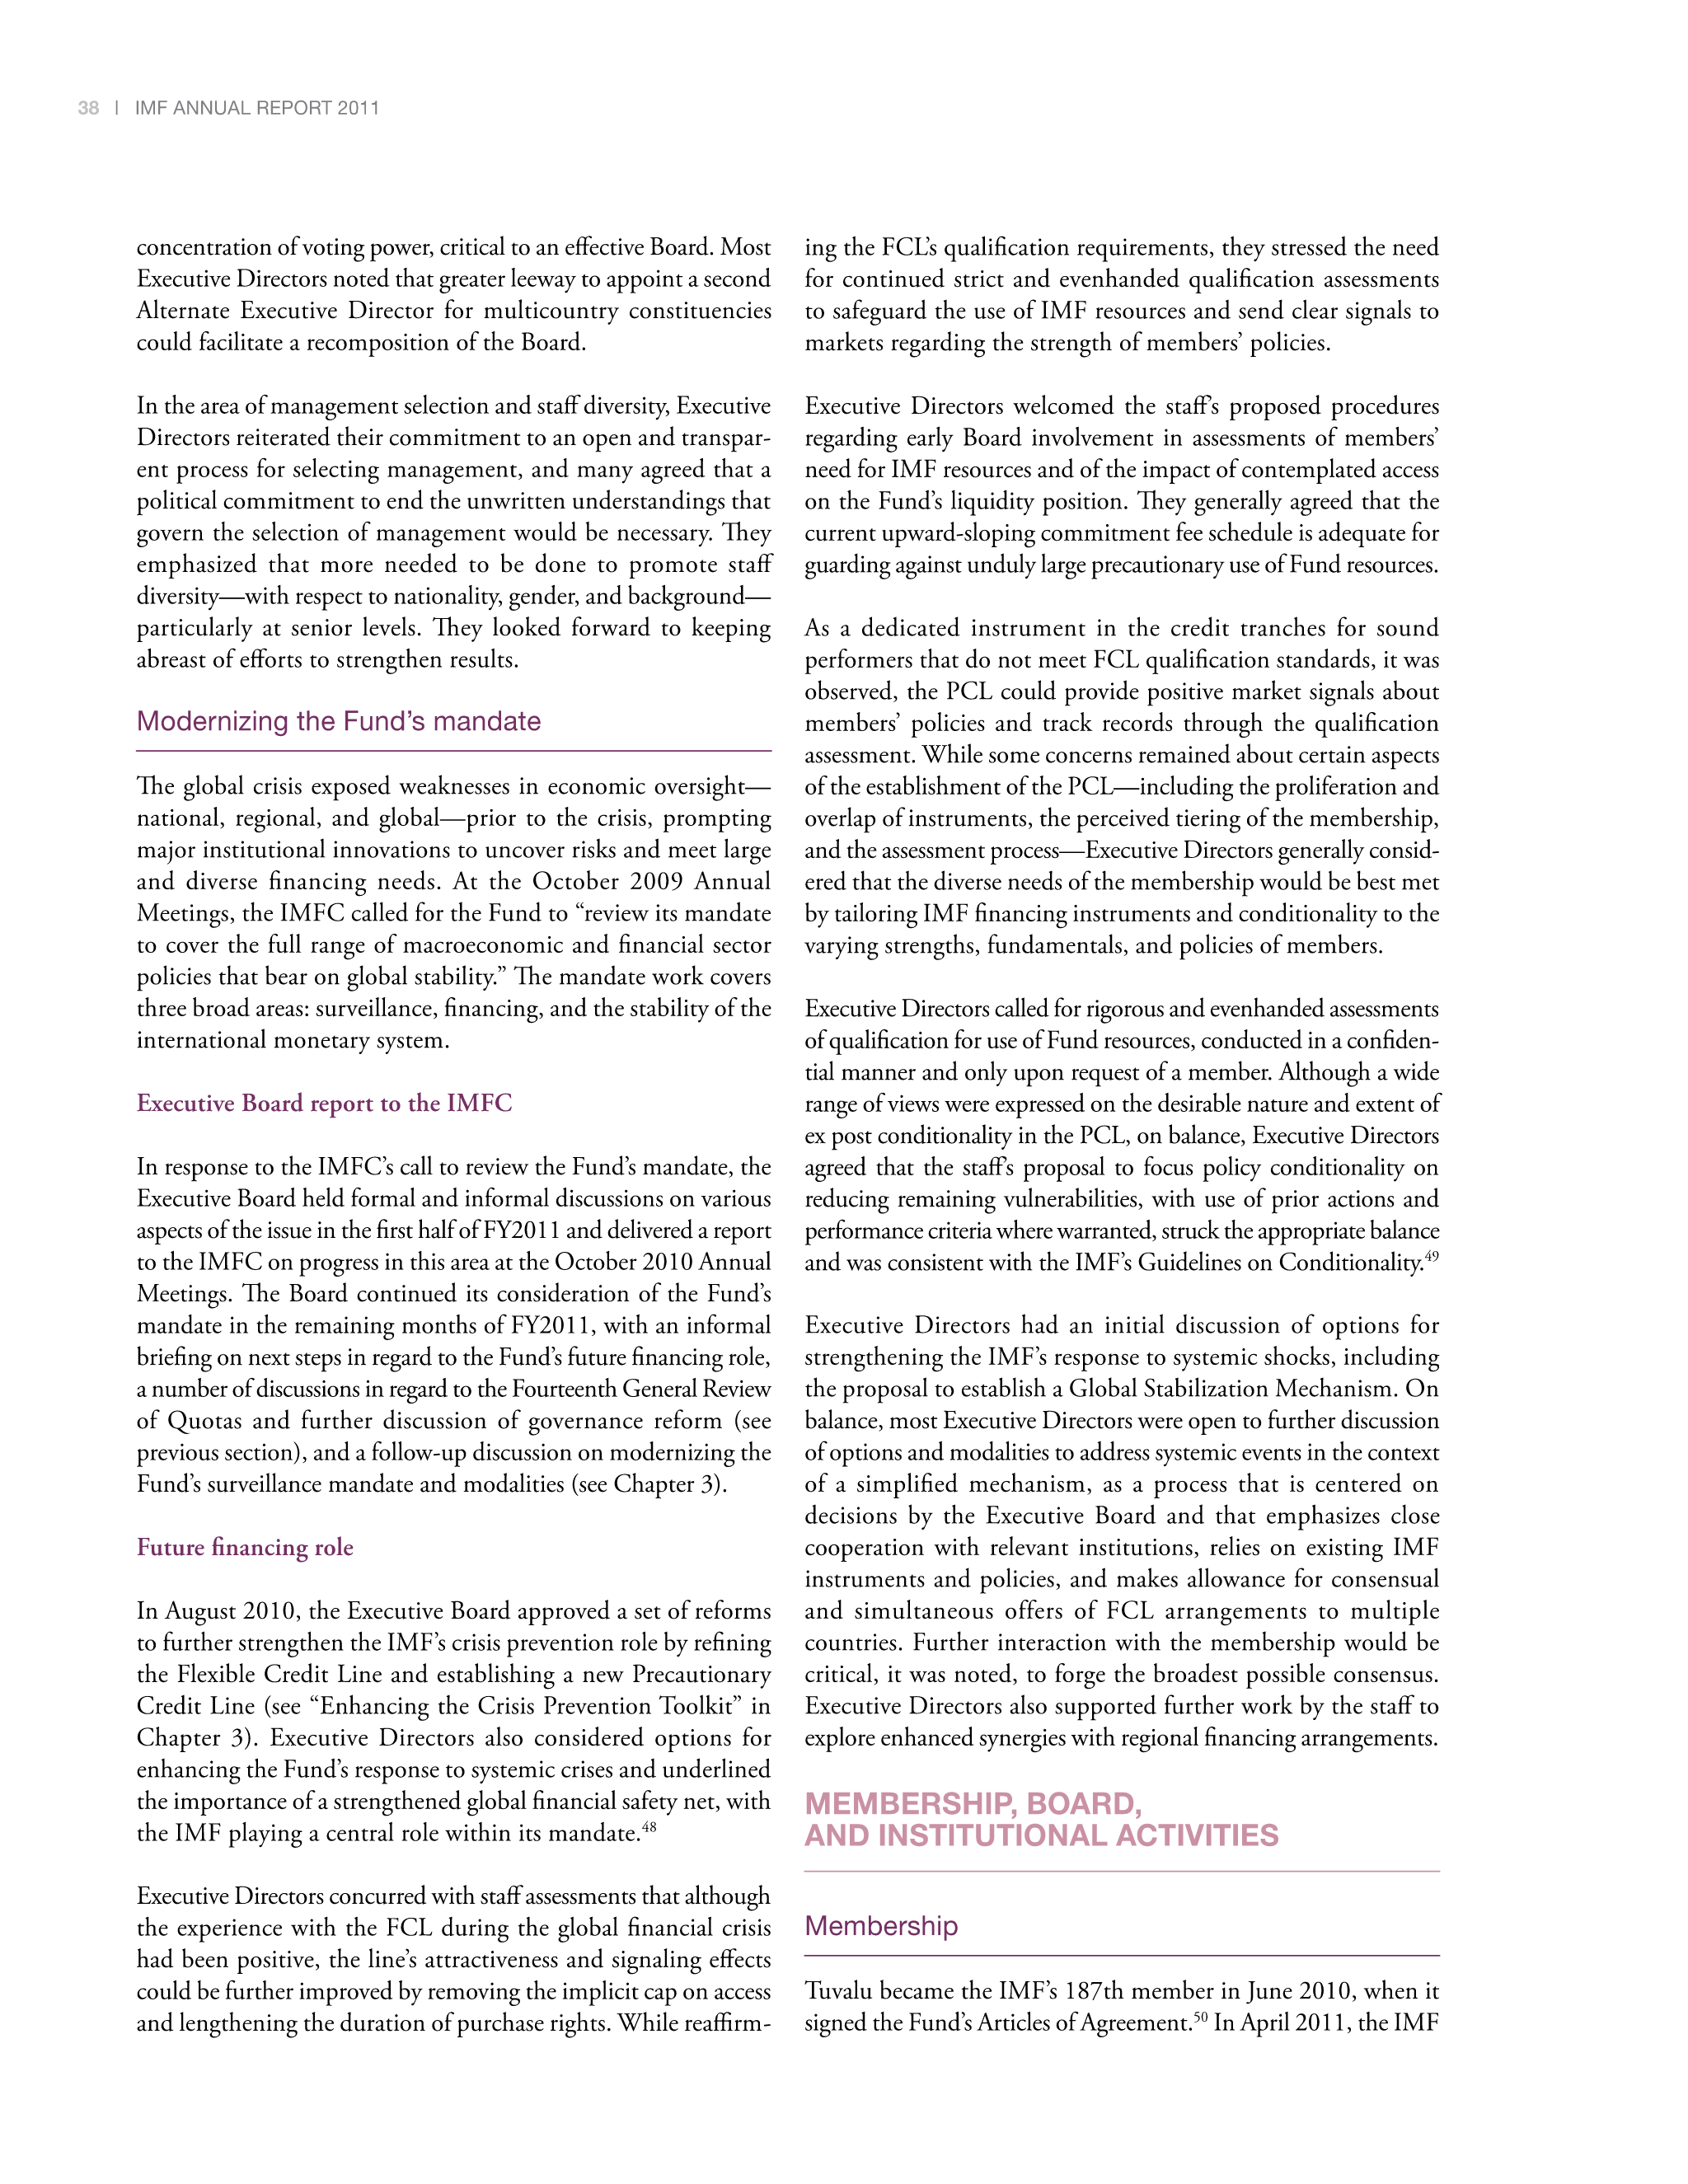 38 | IMF ANNUAL REPORT 2011
concentration of voting power, critical to an effective Board. Most
Executive Directors noted that greater leeway to appoint a second
Alternate Executive Director for multicountry constituencies
could facilitate a recomposition of the Board.
In the area of management selection and staff diversity, Executive
Directors reiterated their commitment to an open and transpar-
ent process for selecting management, and many agreed that a
political commitment to end the unwritten understandings that
govern the selection of management would be necessary. They
emphasized that more needed to be done to promote staff
diversity—with respect to nationality, gender, and background—
particularly at senior levels. They looked forward to keeping
abreast of efforts to strengthen results.
Modernizing the Fund’s mandate
The global crisis exposed weaknesses in economic oversight—
national, regional, and global—prior to the crisis, prompting
major institutional innovations to uncover risks and meet large
and diverse financing needs. At the October 2009 Annual
Meetings, the IMFC called for the Fund to “review its mandate
to cover the full range of macroeconomic and financial sector
policies that bear on global stability.” The mandate work covers
three broad areas: surveillance, financing, and the stability of the
international monetary system.
Executive Board report to the IMFC
In response to the IMFC’s call to review the Fund’s mandate, the
Executive Board held formal and informal discussions on various
aspects of the issue in the first half of FY2011 and delivered a report
to the IMFC on progress in this area at the October 2010 Annual
Meetings. The Board continued its consideration of the Fund’s
mandate in the remaining months of FY2011, with an informal
briefing on next steps in regard to the Fund’s future financing role,
a number of discussions in regard to the Fourteenth General Review
of Quotas and further discussion of governance reform (see
previous section), and a follow-up discussion on modernizing the
Fund’s surveillance mandate and modalities (see Chapter 3).
Future financing role
In August 2010, the Executive Board approved a set of reforms
to further strengthen the IMF’s crisis prevention role by refining
the Flexible Credit Line and establishing a new Precautionary
Credit Line (see “Enhancing the Crisis Prevention Toolkit” in
Chapter 3). Executive Directors also considered options for
enhancing the Fund’s response to systemic crises and underlined
the importance of a strengthened global financial safety net, with
the IMF playing a central role within its mandate.48
Executive Directors concurred with staff assessments that although
the experience with the FCL during the global financial crisis
had been positive, the line’s attractiveness and signaling effects
could be further improved by removing the implicit cap on access
and lengthening the duration of purchase rights. While reaffirm-
ing the FCL’s qualification requirements, they stressed the need
for continued strict and evenhanded qualification assessments
to safeguard the use of IMF resources and send clear signals to
markets regarding the strength of members’ policies.
Executive Directors welcomed the staff’s proposed procedures
regarding early Board involvement in assessments of members’
need for IMF resources and of the impact of contemplated access
on the Fund’s liquidity position. They generally agreed that the
current upward-sloping commitment fee schedule is adequate for
guarding against unduly large precautionary use of Fund resources.
As a dedicated instrument in the credit tranches for sound
performers that do not meet FCL qualification standards, it was
observed, the PCL could provide positive market signals about
members’ policies and track records through the qualification
assessment. While some concerns remained about certain aspects
of the establishment of the PCL—including the proliferation and
overlap of instruments, the perceived tiering of the membership,
and the assessment process—Executive Directors generally consid-
ered that the diverse needs of the membership would be best met
by tailoring IMF financing instruments and conditionality to the
varying strengths, fundamentals, and policies of members.
Executive Directors called for rigorous and evenhanded assessments
of qualification for use of Fund resources, conducted in a confiden-
tial manner and only upon request of a member. Although a wide
range of views were expressed on the desirable nature and extent of
ex post conditionality in the PCL, on balance, Executive Directors
agreed that the staff’s proposal to focus policy conditionality on
reducing remaining vulnerabilities, with use of prior actions and
performance criteria where warranted, struck the appropriate balance
and was consistent with the IMF’s Guidelines on Conditionality.49
Executive Directors had an initial discussion of options for
strengthening the IMF’s response to systemic shocks, including
the proposal to establish a Global Stabilization Mechanism. On
balance, most Executive Directors were open to further discussion
of options and modalities to address systemic events in the context
of a simplified mechanism, as a process that is centered on
decisions by the Executive Board and that emphasizes close
cooperation with relevant institutions, relies on existing IMF
instruments and policies, and makes allowance for consensual
and simultaneous offers of FCL arrangements to multiple
countries. Further interaction with the membership would be
critical, it was noted, to forge the broadest possible consensus.
Executive Directors also supported further work by the staff to
explore enhanced synergies with regional financing arrangements.
MEMBERSHIP, BOARD,
AND INSTITUTIONAL ACTIVITIES
Membership
Tuvalu became the IMF’s 187th member in June 2010, when it
signed the Fund’s Articles of Agreement.50 In April 2011, the IMF